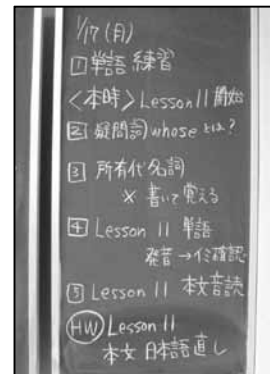 1/17(月)
1 単語 練習
<本時> Lesson 11 開始
2 疑問詞 whose とは?
3 所有代名詞
× 書いて覚える
4 Lesson 11 単語
発音→イミ確認
5 Lesson 11 本文音読
HW Lesson 11
本文 日本語直し